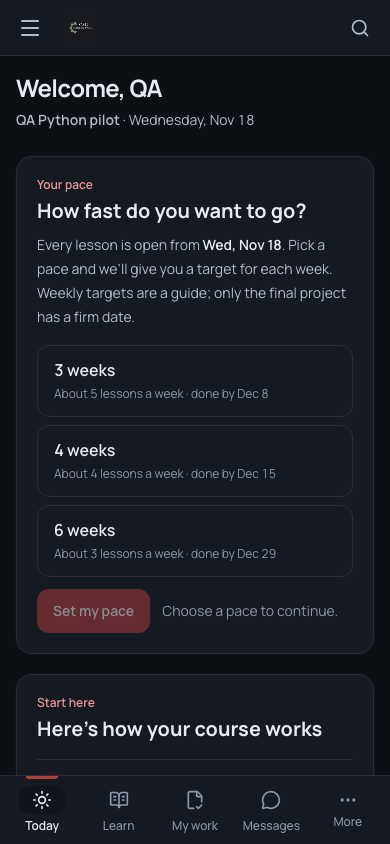 Welcome, QA
QA Python pilot · Wednesday, Nov 18
Your pace
How fast do you want to go?
Every lesson is open from Wed, Nov 18. Pick a
pace and we'll give you a target for each week.
Weekly targets are a guide; only the final project
has a firm date.
3 weeks
About 5 lessons a week · done by Dec 8
4 weeks
About 4 lessons a week · done by Dec 15
6 weeks
About 3 lessons a week · done by Dec 29
Set my pace
Choose a pace to continue.
Start here
Here's how your course works
Today
Learn
My work
Messages
More